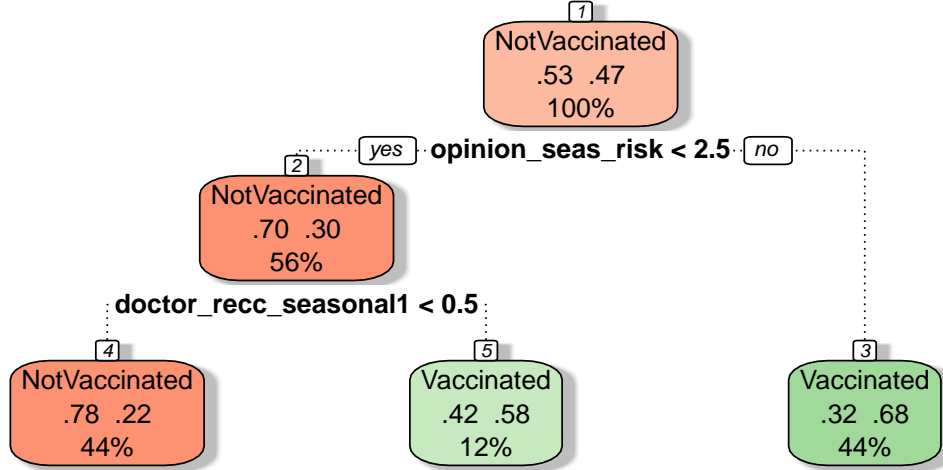 1
NotVaccinated
.53 .47
100%
yes opinion_seas_risk < 2.5 no
2
NotVaccinated
.70 .30
56%
doctor_recc_seasonal1 < 0.5
4
NotVaccinated
.78 .22
44%
5
Vaccinated
.42 .58
12%
3
Vaccinated
.32 .68
44%